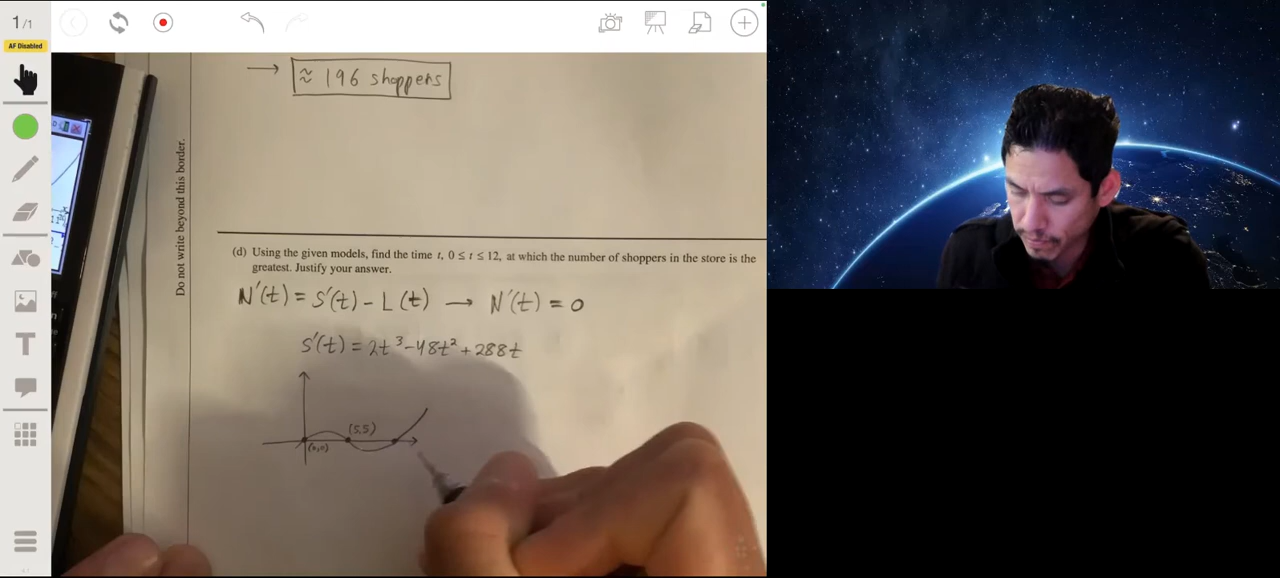 1/1
AF Disabled
→ ≈ 196 shoppers
Do not write beyond this border.
(d) Using the given models, find the time t, 0 ≤ t ≤ 12, at which the number of shoppers in the store is the
greatest. Justify your answer.
N'(t) = S'(t) - L(t) → N'(t) = 0
S'(t) = 2t³ - 48t² + 288t
(5,5)
(0,0)
T